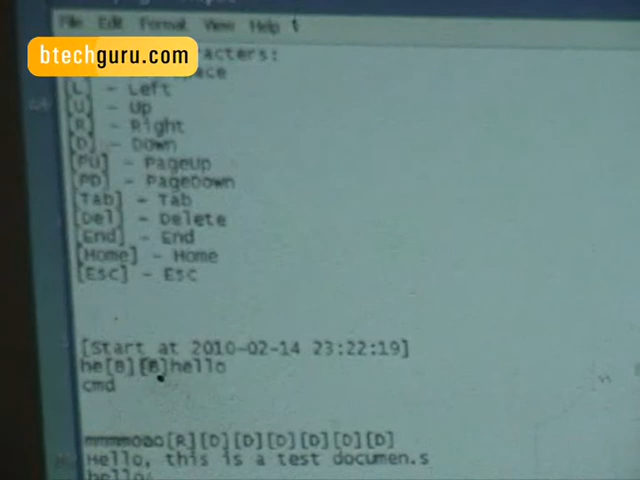 File Edit Format View Help
btechguru.com
[L] - Left
[U] - Up
[R] - Right
[D] - Down
[PU] - PageUp
[PD] - PageDown
[Tab] - Tab
[Del] - Delete
[End] - End
[Home] - Home
[Esc] - Esc
[Start at 2010-02-14 23:22:19]
he[B][B]hello
cmd
mmmmoao[R][D][D][D][D][D][D]
Hello, this is a test documen.s
hello